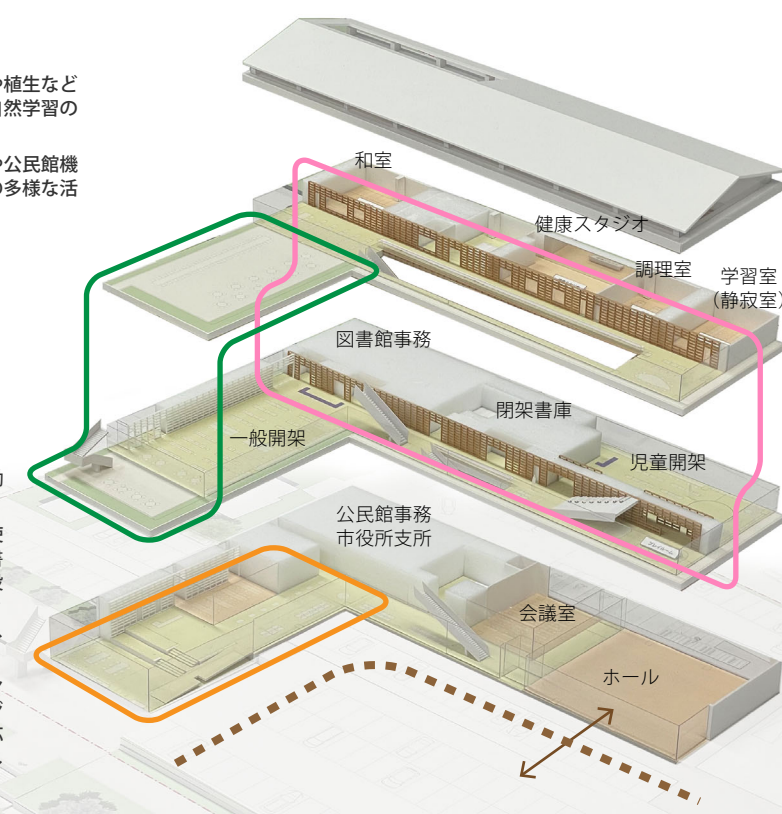 や植生など
自然学習の
や公民館機
の多様な活
和室
健康スタジオ
調理室
学習室
（静寂室）
図書館事務
閉架書庫
一般開架
児童開架
公民館事務
市役所支所
会議室
ホール